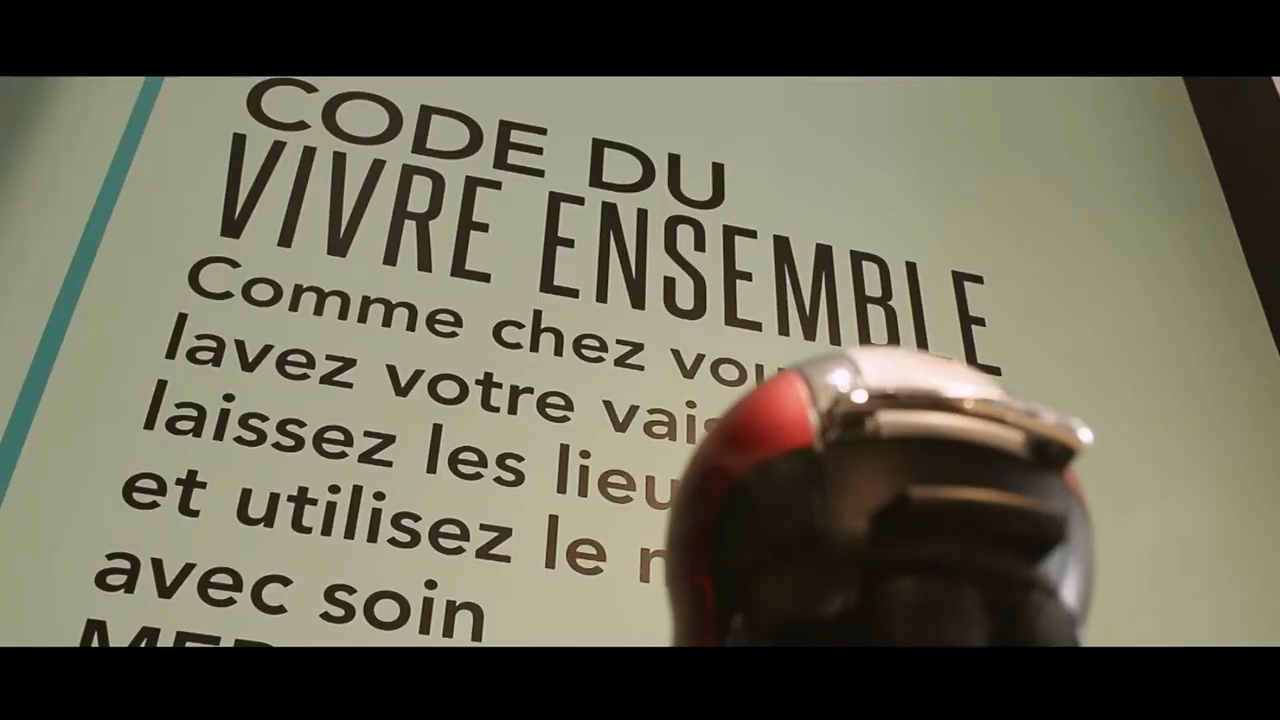 CODE DU
VIVRE ENSEMBLE
Comme chez
lavez votre
laissez les
et utilisez le
avec soin